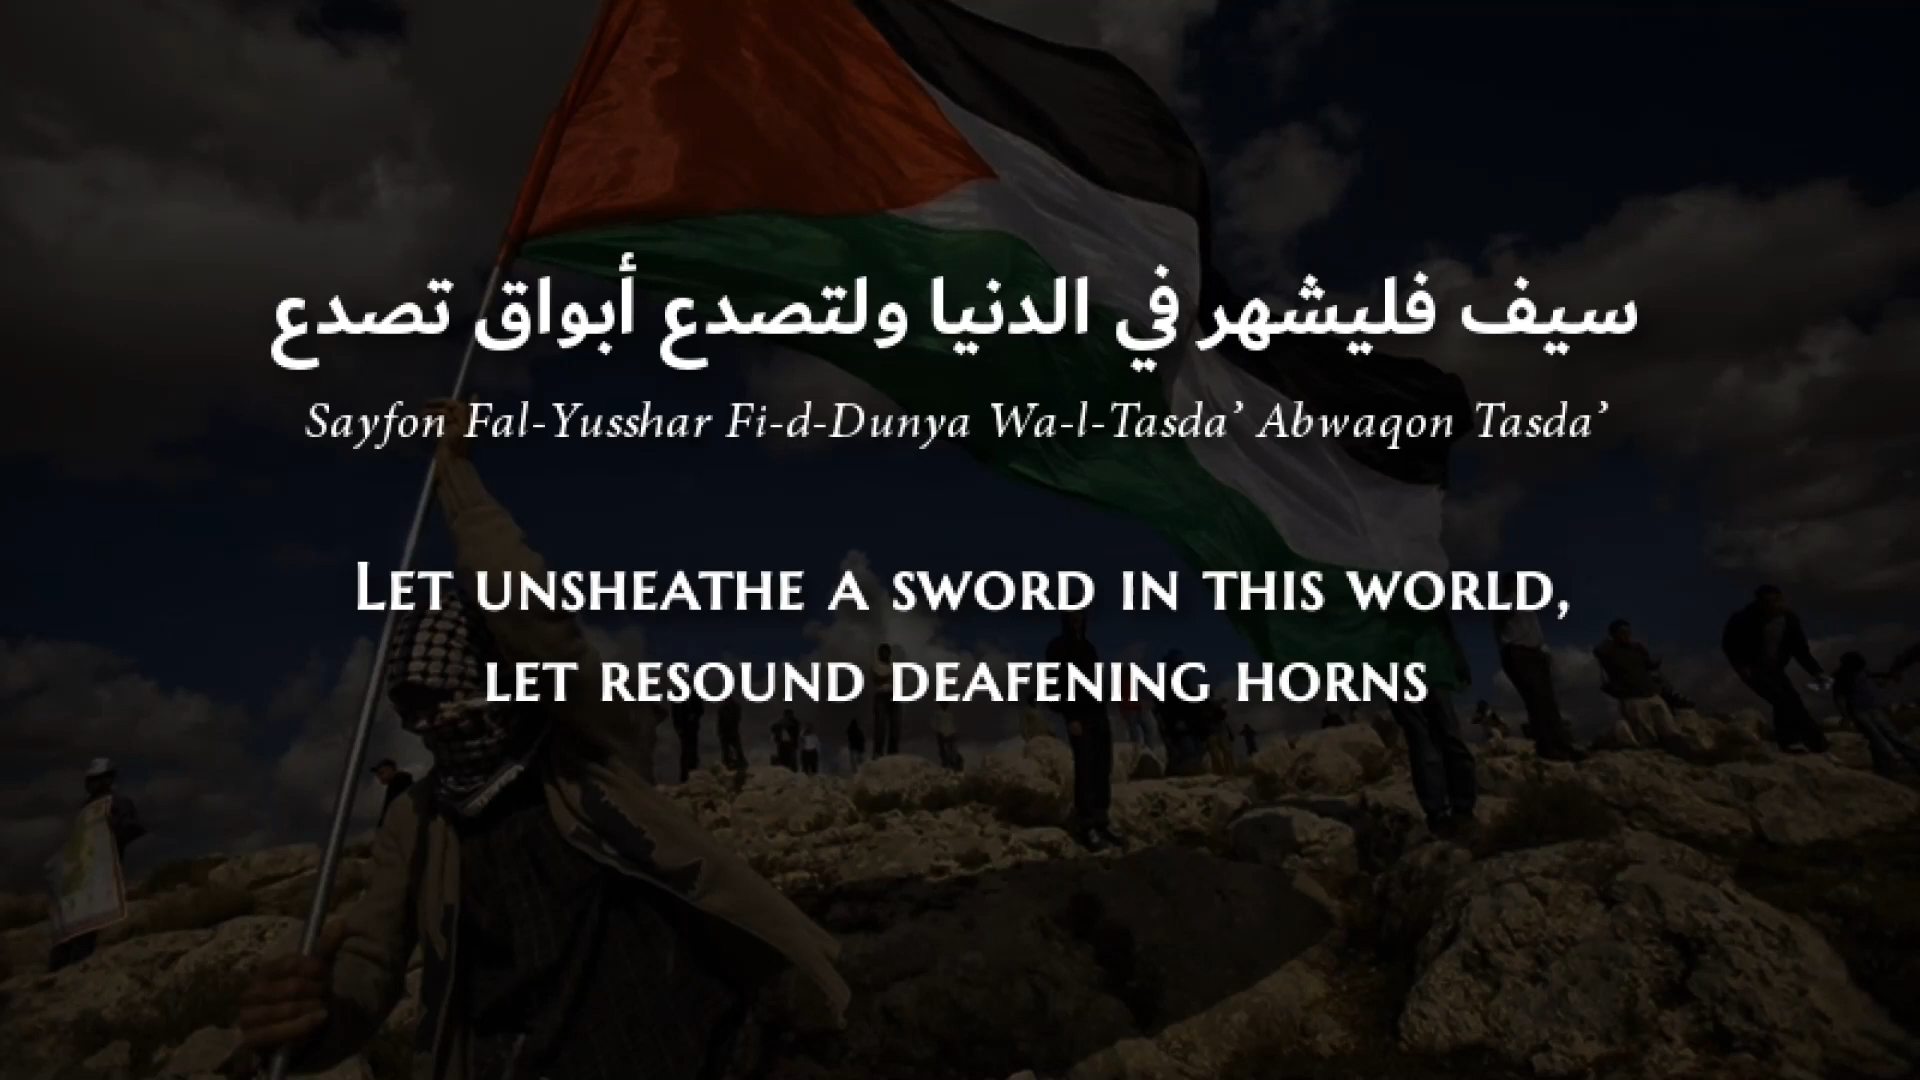 سيف فليشهر في الدنيا ولتصدع أبواق تصدع
Sayfon Fal-Yusshar Fi-d-Dunya Wa-l-Tasda’ Abwaqon Tasda’
Let unsheathe a sword in this world,
let resound deafening horns